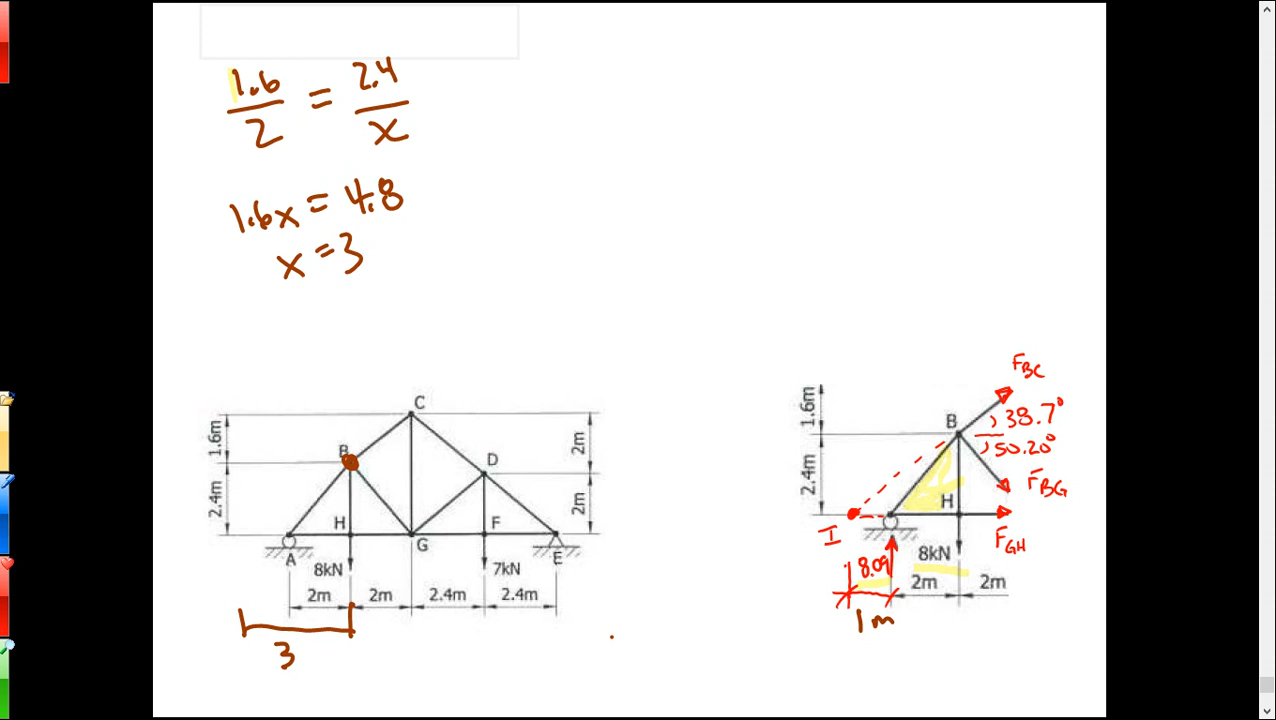 1.6/2 = 2.4/x
1.6x = 4.8
x = 3
C
1.6m
2m
B
D
2.4m
2m
H
F
A
G
E
8kN
7kN
2m
2m
2.4m
2.4m
3
F_BC
1.6m
B
38.7°
50.20°
2.4m
F_BG
H
I
F_GH
8.09
8kN
2m
2m
1m